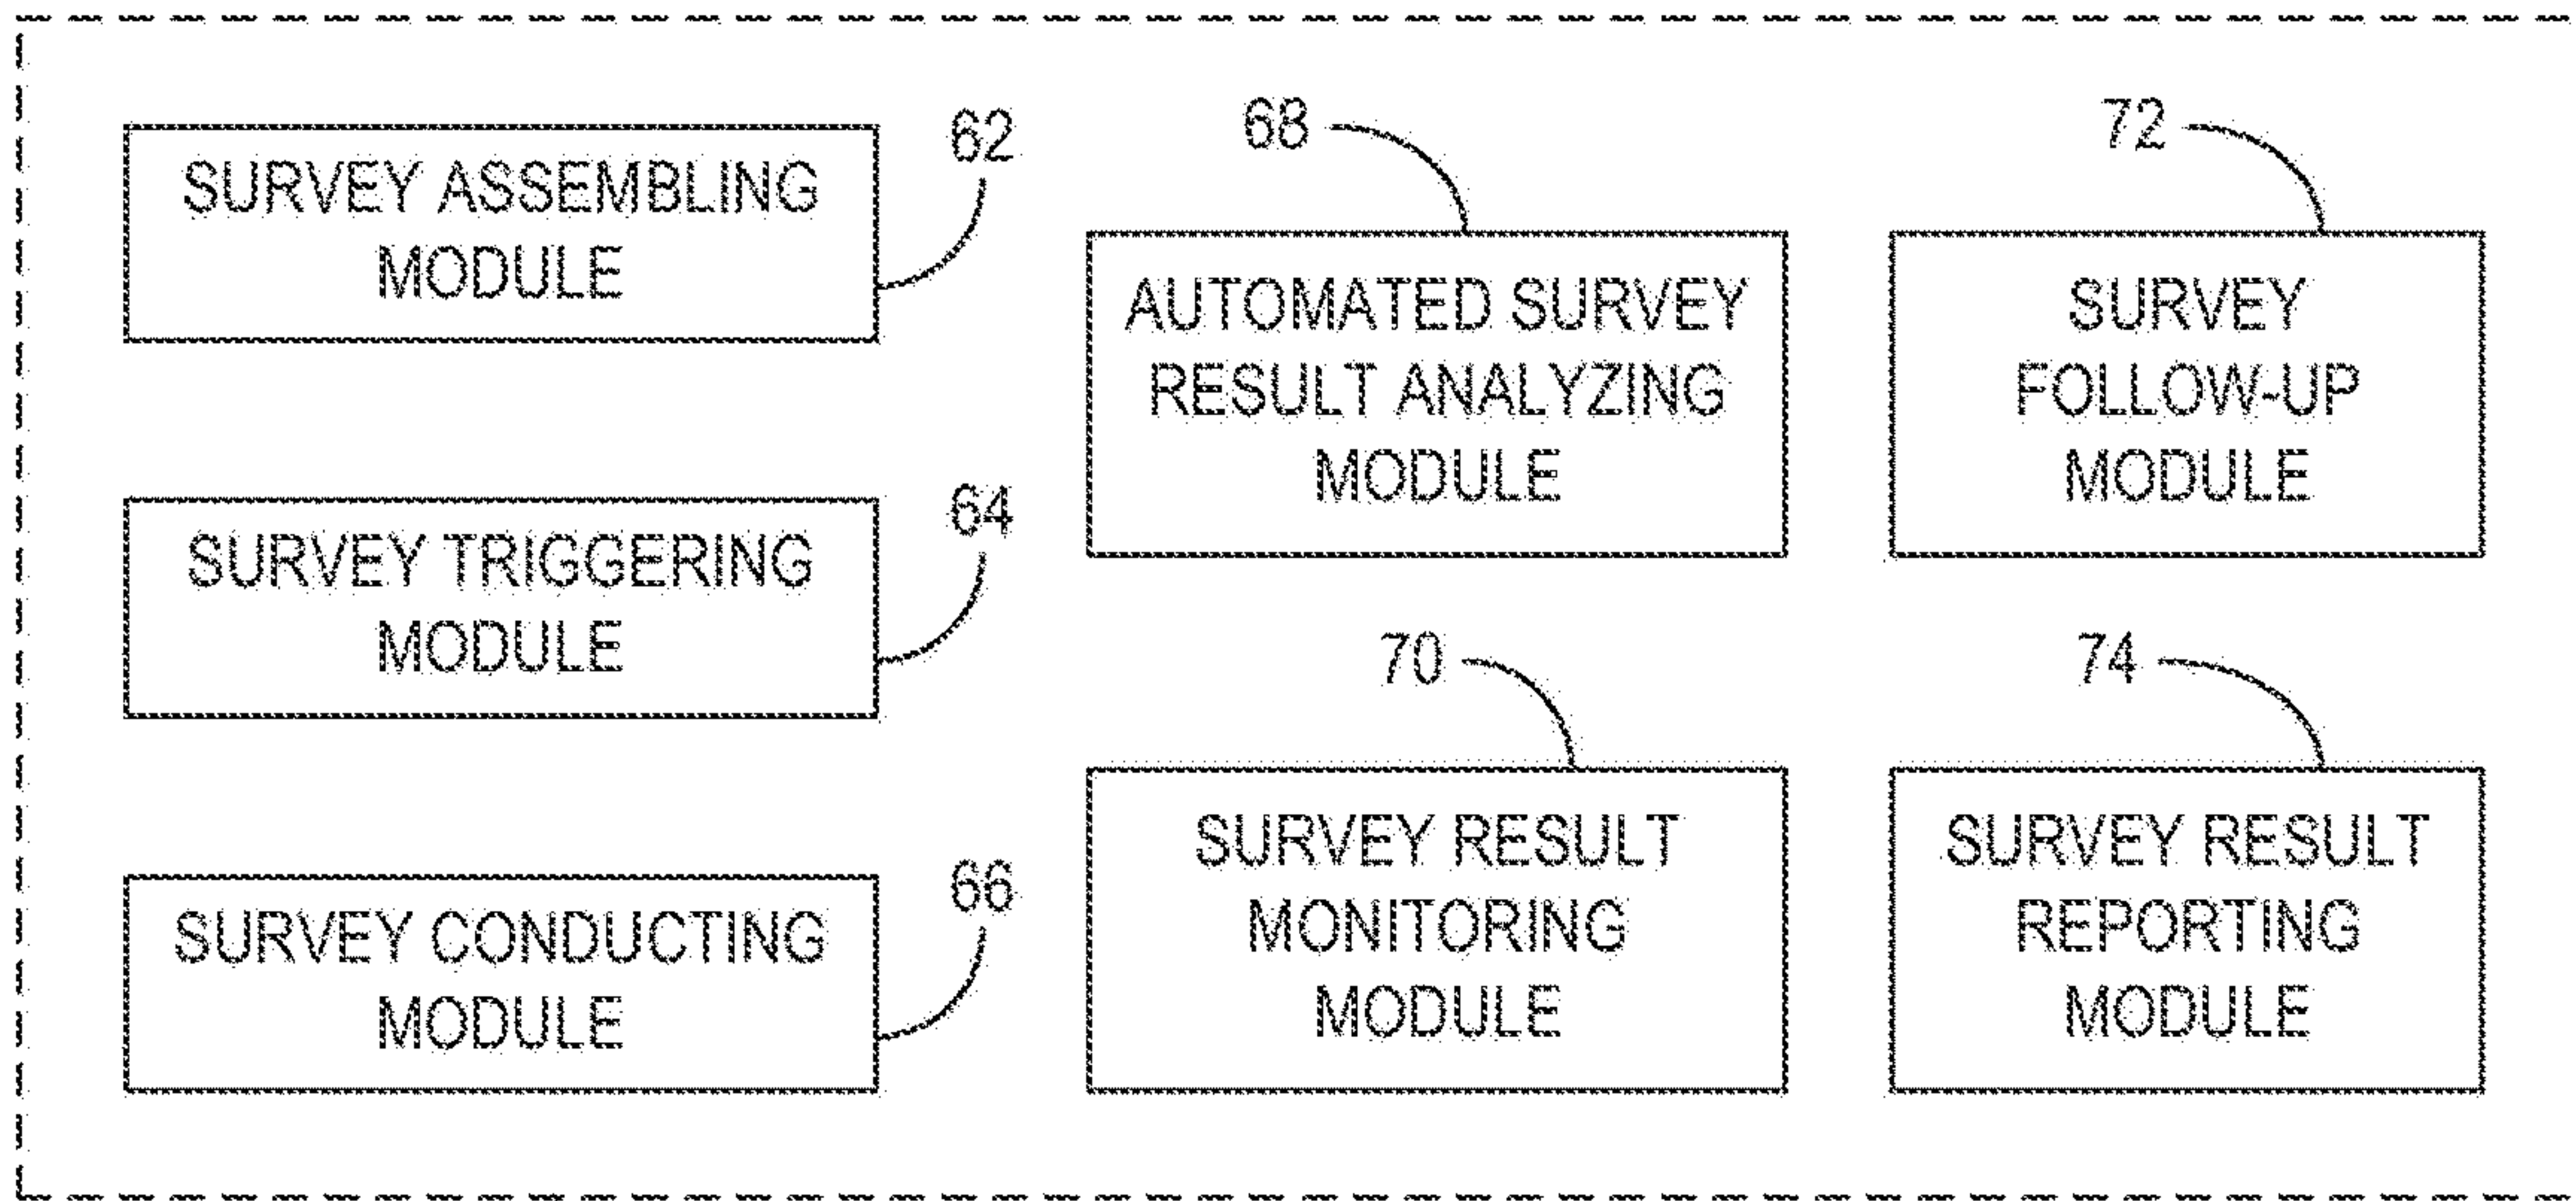 62
SURVEY ASSEMBLING
MODULE
64
SURVEY TRIGGERING
MODULE
66
SURVEY CONDUCTING
MODULE
68
AUTOMATED SURVEY
RESULT ANALYZING
MODULE
70
SURVEY RESULT
MONITORING
MODULE
72
SURVEY
FOLLOW-UP
MODULE
74
SURVEY RESULT
REPORTING
MODULE